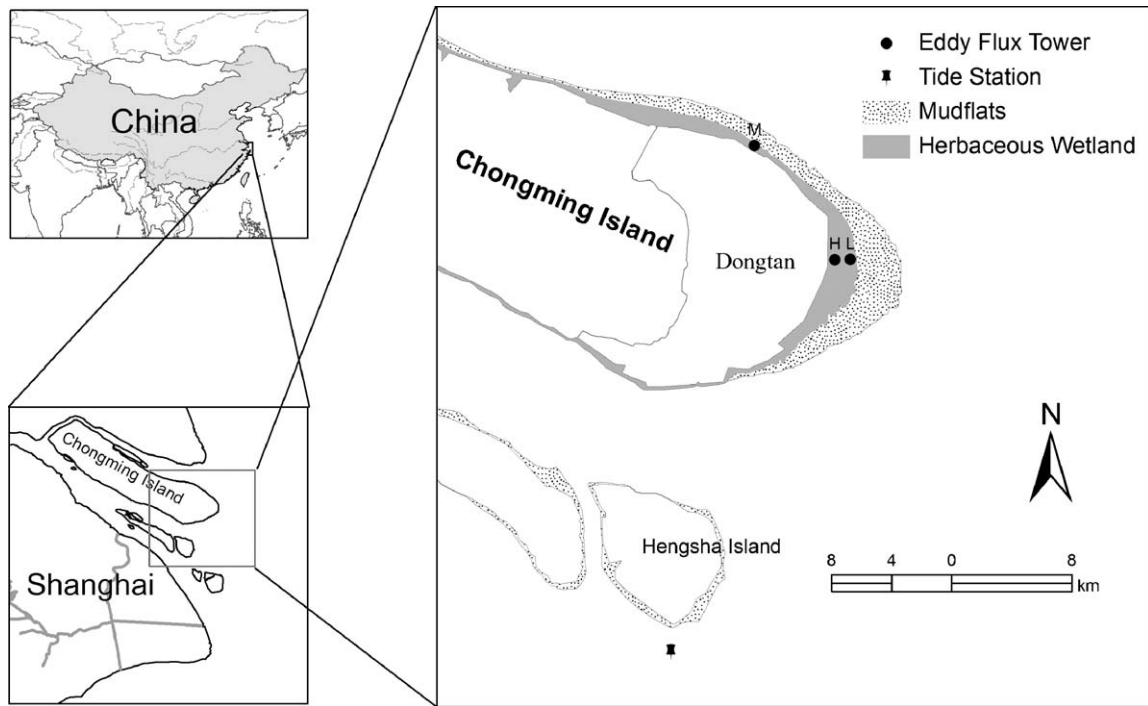 China
Eddy Flux Tower
Tide Station
Mudflats
Herbaceous Wetland
M
Chongming Island
H L
Dongtan
N
Chongming Island
Shanghai
Hengsha Island
8 4 0 8
km